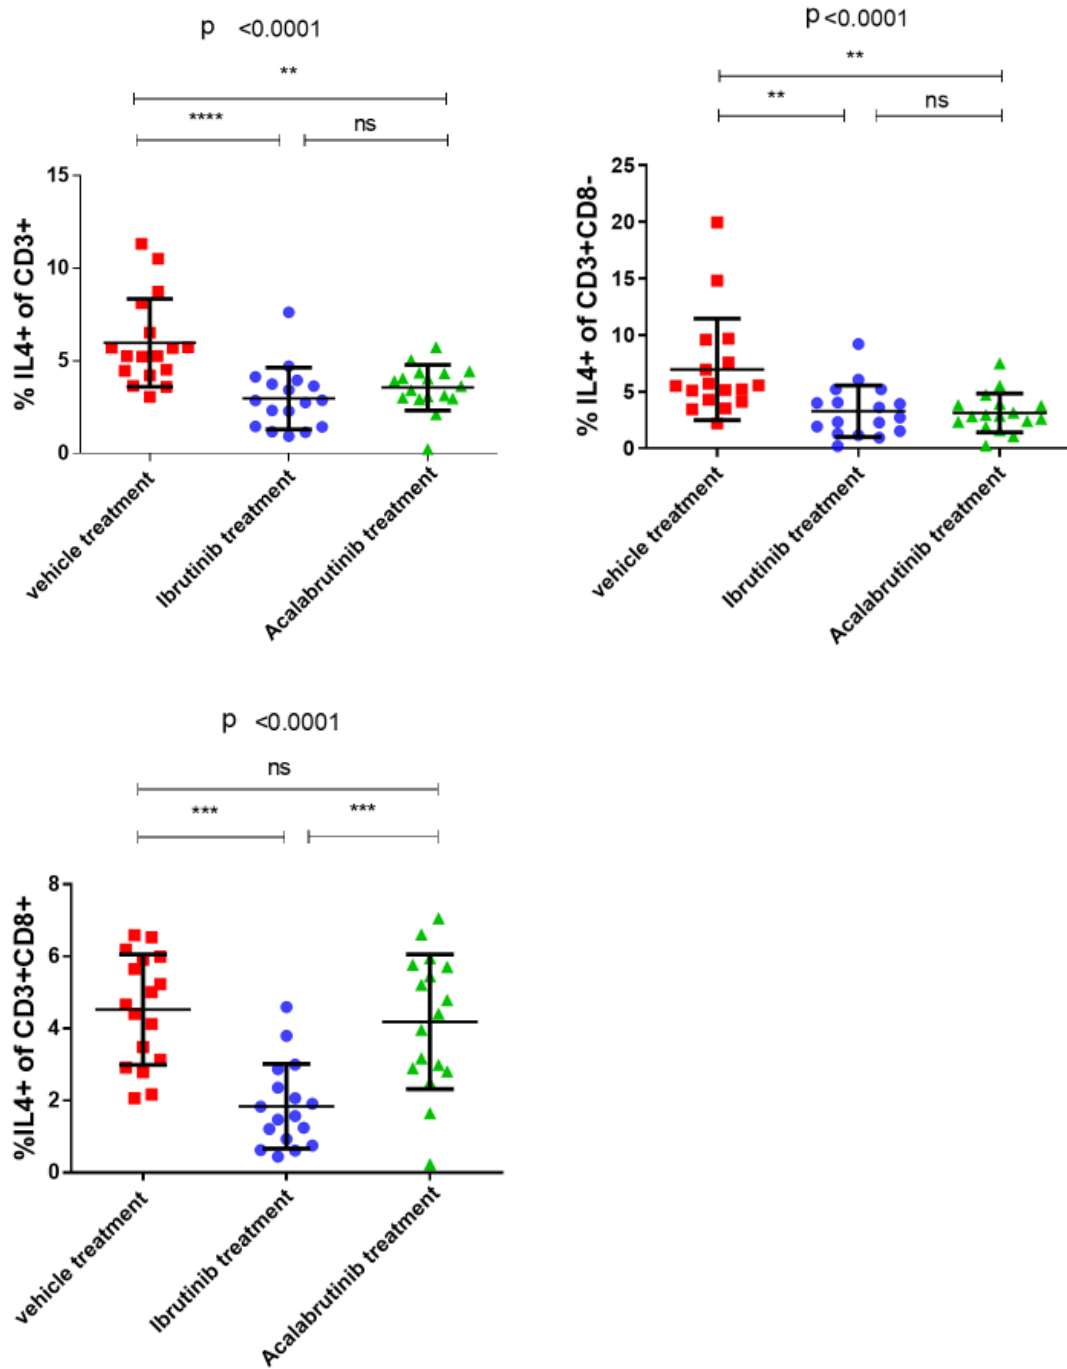 p <0.0001
**
****
ns
% IL4+ of CD3+
15
10
5
0
vehicle treatment
Ibrutinib treatment
Acalabrutinib treatment
p <0.0001
**
**
ns
% IL4+ of CD3+CD8-
25
20
15
10
5
0
vehicle treatment
Ibrutinib treatment
Acalabrutinib treatment
p <0.0001
ns
***
***
%IL4+ of CD3+CD8+
8
6
4
2
0
vehicle treatment
Ibrutinib treatment
Acalabrutinib treatment